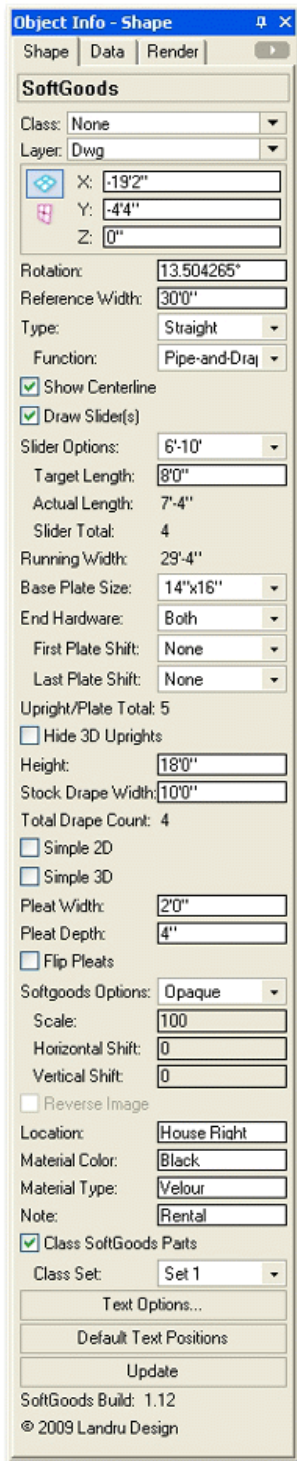 Object Info - Shape
Shape Data Render
SoftGoods
Class: None
Layer: Dwg
X: -19'2"
Y: -4'4"
Z: 0"
Rotation: 13.504265°
Reference Width: 30'0"
Type: Straight
Function: Pipe-and-Drap
Show Centerline
Draw Slider(s)
Slider Options: 6'-10'
Target Length: 8'0"
Actual Length: 7'-4"
Slider Total: 4
Running Width: 29'-4"
Base Plate Size: 14"x16"
End Hardware: Both
First Plate Shift: None
Last Plate Shift: None
Upright/Plate Total: 5
Hide 3D Uprights
Height: 18'0"
Stock Drape Width: 10'0"
Total Drape Count: 4
Simple 2D
Simple 3D
Pleat Width: 2'0"
Pleat Depth: 4"
Flip Pleats
Softgoods Options: Opaque
Scale: 100
Horizontal Shift: 0
Vertical Shift: 0
Reverse Image
Location: House Right
Material Color: Black
Material Type: Velour
Note: Rental
Class SoftGoods Parts
Class Set: Set 1
Text Options...
Default Text Positions
Update
SoftGoods Build: 1.12
© 2009 Landru Design